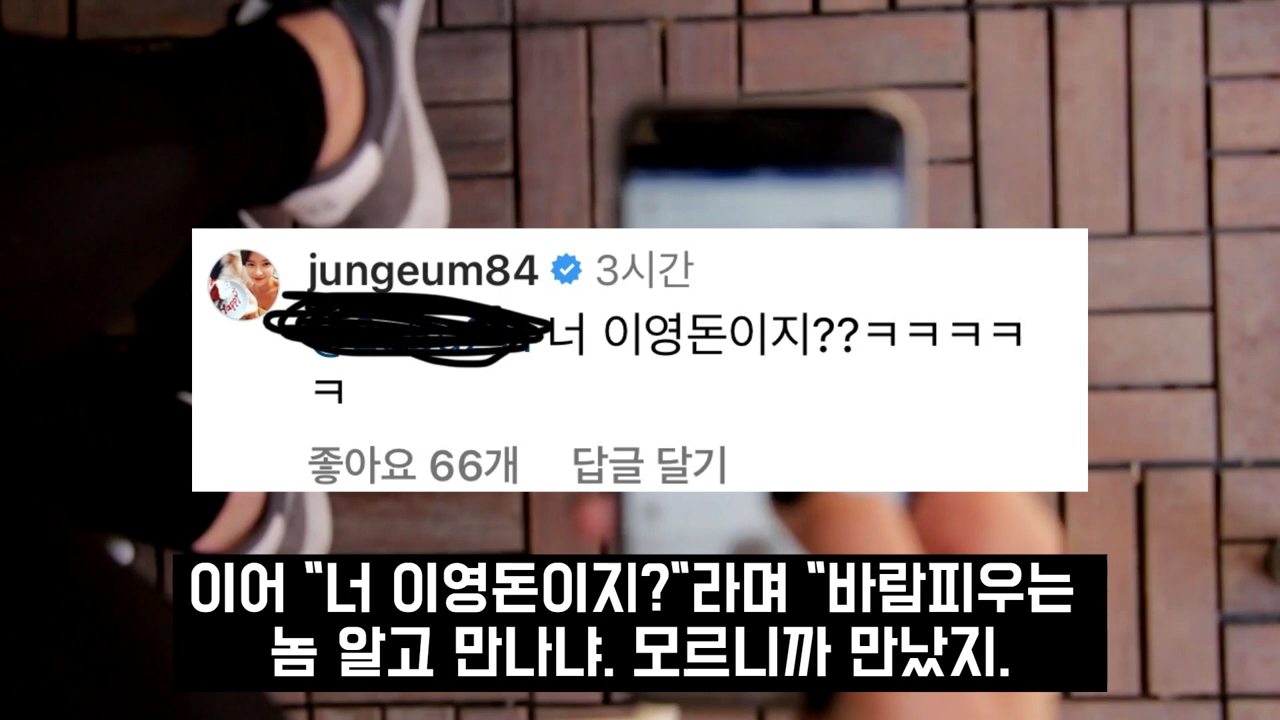 jungeum84 3시간
너 이영돈이지??ㅋㅋㅋㅋ
ㅋ
좋아요 66개 답글 달기
이어 "너 이영돈이지?"라며 "바람피우는
놈 알고 만나냐. 모르니까 만났지.